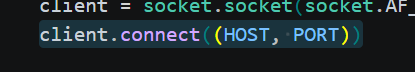 client = socket.socket(socket.AF_
client.connect((HOST, PORT))